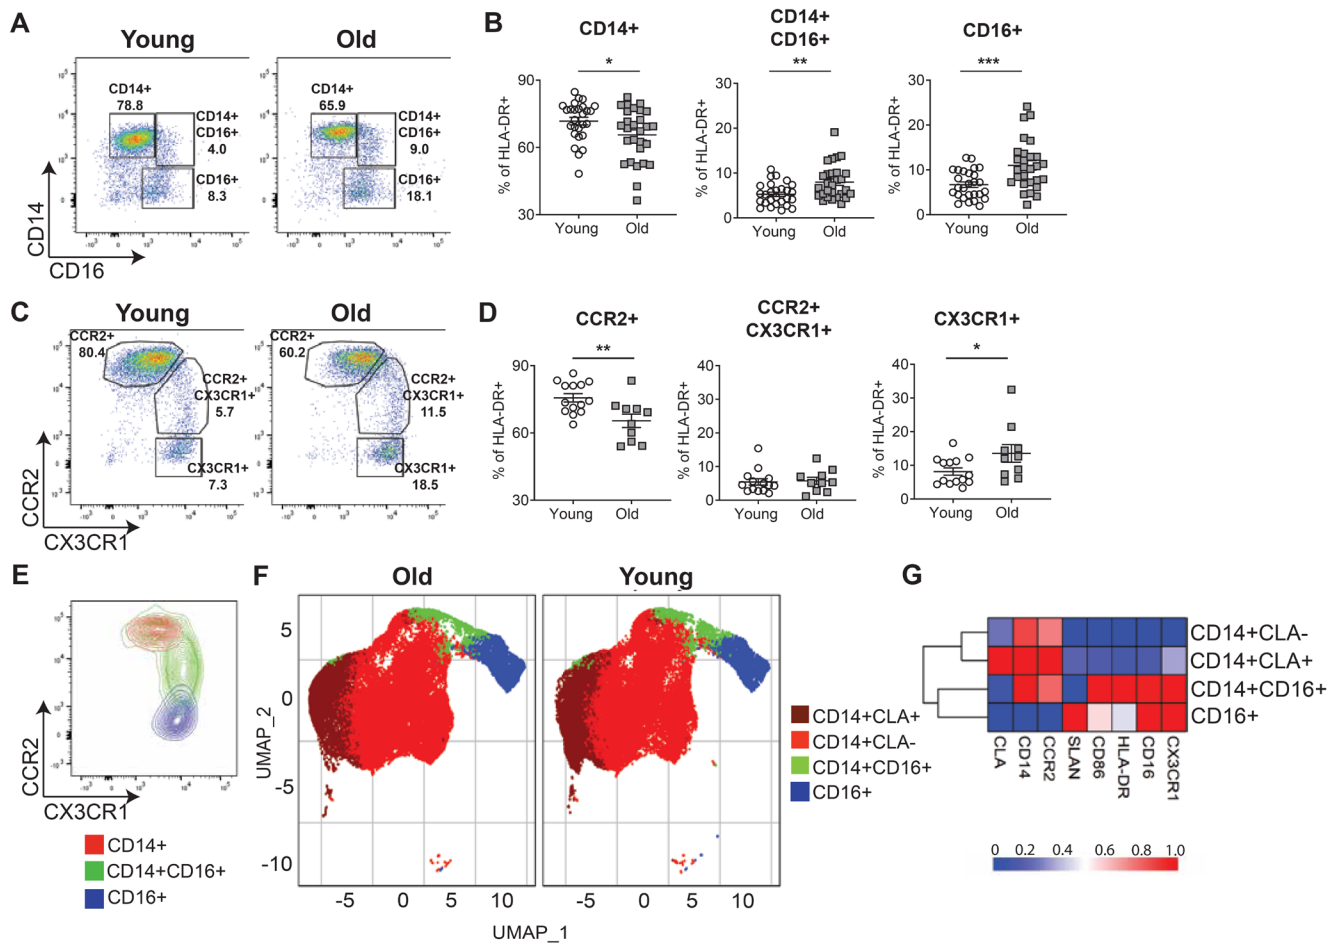 A
Young
Old
CD14+
78.8
CD14+
CD16+
4.0
CD16+
8.3
CD14+
65.9
CD14+
CD16+
9.0
CD16+
18.1
CD14
CD16
B
CD14+
*
% of HLA-DR+
90
60
30
Young
Old
CD14+
CD16+
**
% of HLA-DR+
30
20
10
0
Young
Old
CD16+
***
% of HLA-DR+
30
20
10
0
Young
Old
C
Young
Old
CCR2+
80.4
CCR2+
CX3CR1+
5.7
CX3CR1+
7.3
CCR2+
60.2
CCR2+
CX3CR1+
11.5
CX3CR1+
18.5
CCR2
CX3CR1
D
CCR2+
**
% of HLA-DR+
90
60
30
Young
Old
CCR2+
CX3CR1+
% of HLA-DR+
40
30
20
10
0
Young
Old
CX3CR1+
*
% of HLA-DR+
40
30
20
10
0
Young
Old
E
CCR2
CX3CR1
CD14+
CD14+CD16+
CD16+
F
Old
Young
5
0
-5
-10
UMAP_2
-5 0 5 10
-5 0 5 10
UMAP_1
CD14+CLA+
CD14+CLA-
CD14+CD16+
CD16+
G
CD14+CLA-
CD14+CLA+
CD14+CD16+
CD16+
CLA
CD14
CCR2
SLAN
CD86
HLA-DR
CD16
CX3CR1
0 0.2 0.4 0.6 0.8 1.0